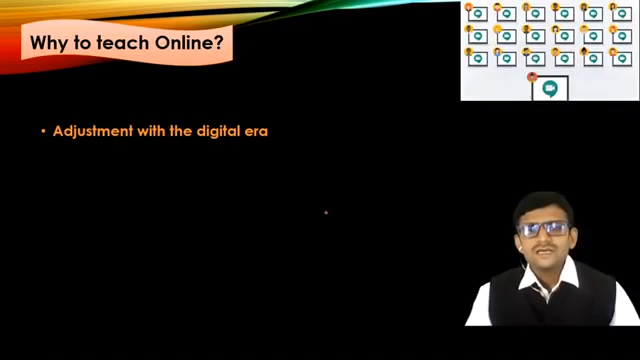 Why to teach Online?
• Adjustment with the digital era